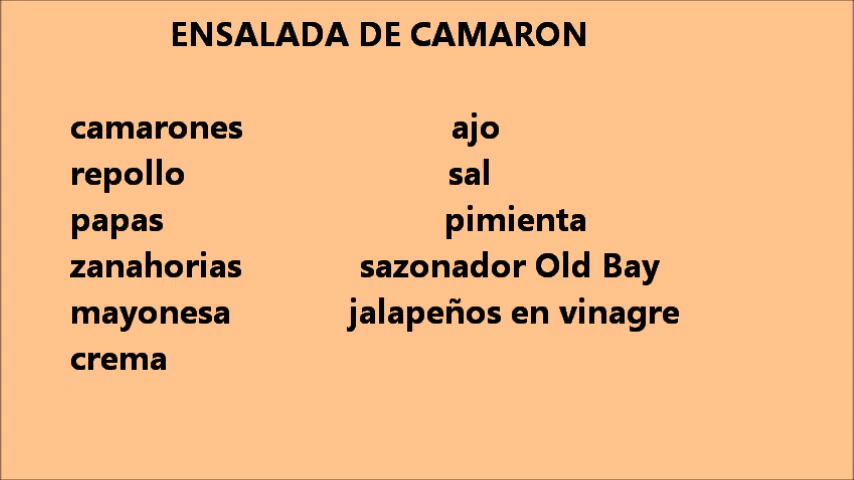 ENSALADA DE CAMARON
camarones
repollo
papas
zanahorias
mayonesa
crema
ajo
sal
pimienta
sazonador Old Bay
jalapeños en vinagre